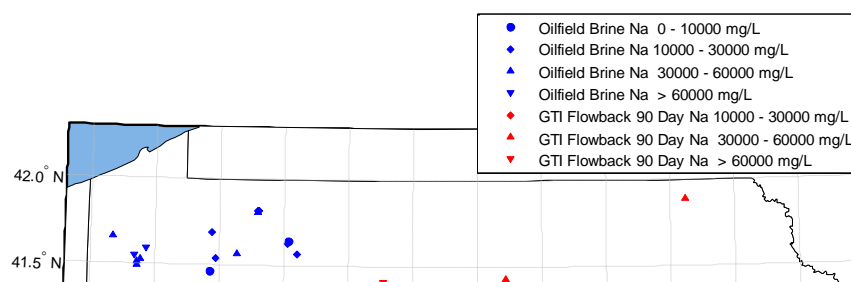 Oilfield Brine Na 0 - 10000 mg/L
Oilfield Brine Na 10000 - 30000 mg/L
Oilfield Brine Na 30000 - 60000 mg/L
Oilfield Brine Na > 60000 mg/L
GTI Flowback 90 Day Na 10000 - 30000 mg/L
GTI Flowback 90 Day Na 30000 - 60000 mg/L
GTI Flowback 90 Day Na > 60000 mg/L
42.0° N
41.5° N